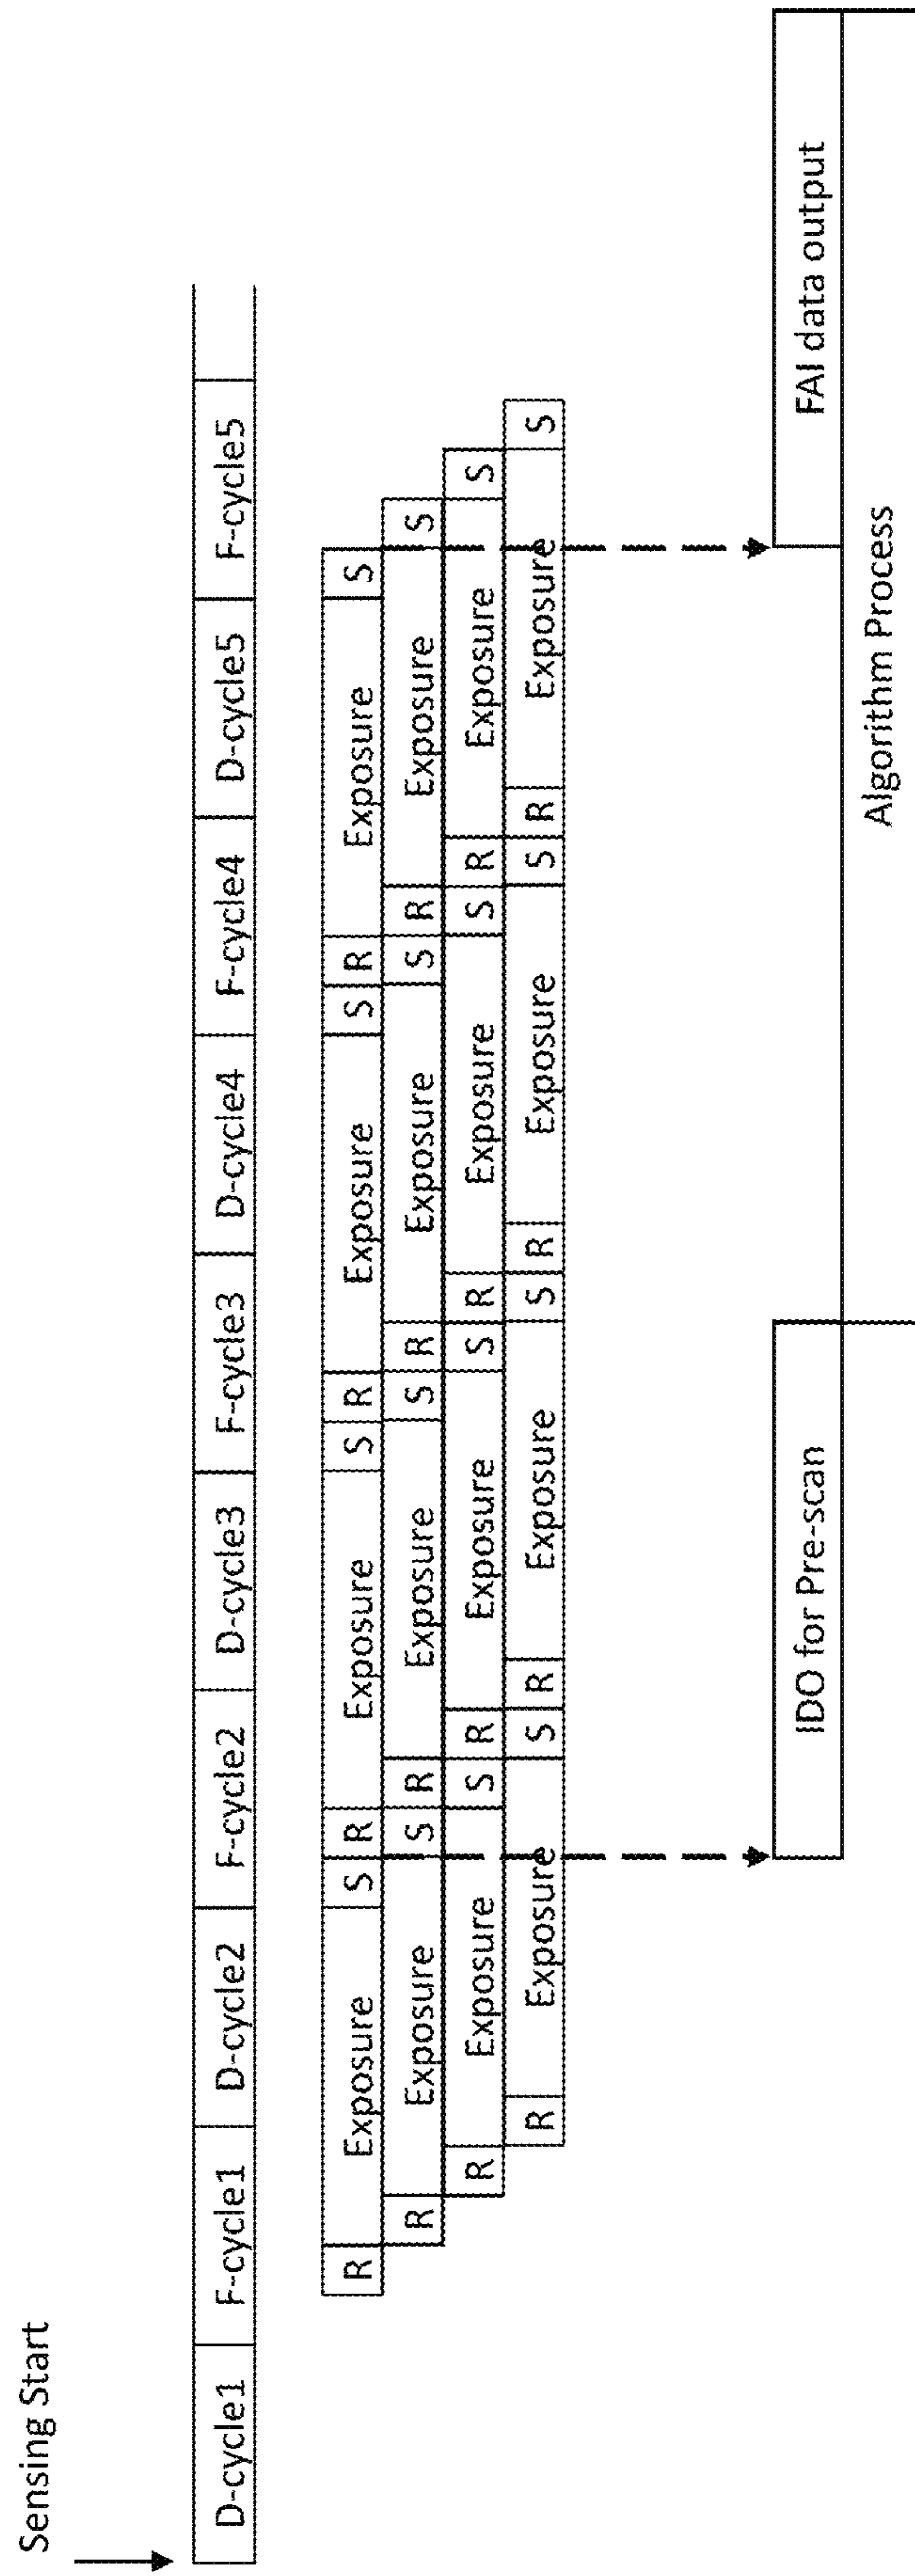 Sensing Start
D-cycle1 F-cycle1 D-cycle2 F-cycle2 D-cycle3 F-cycle3 D-cycle4 F-cycle4 D-cycle5 F-cycle5
R Exposure S R Exposure S R Exposure S R Exposure S
R Exposure S R Exposure S R Exposure S R Exposure S
R Exposure S R Exposure S R Exposure S R Exposure S
R Exposure S R Exposure S R Exposure S R Exposure S
IDO for Pre-scan FAI data output
Algorithm Process